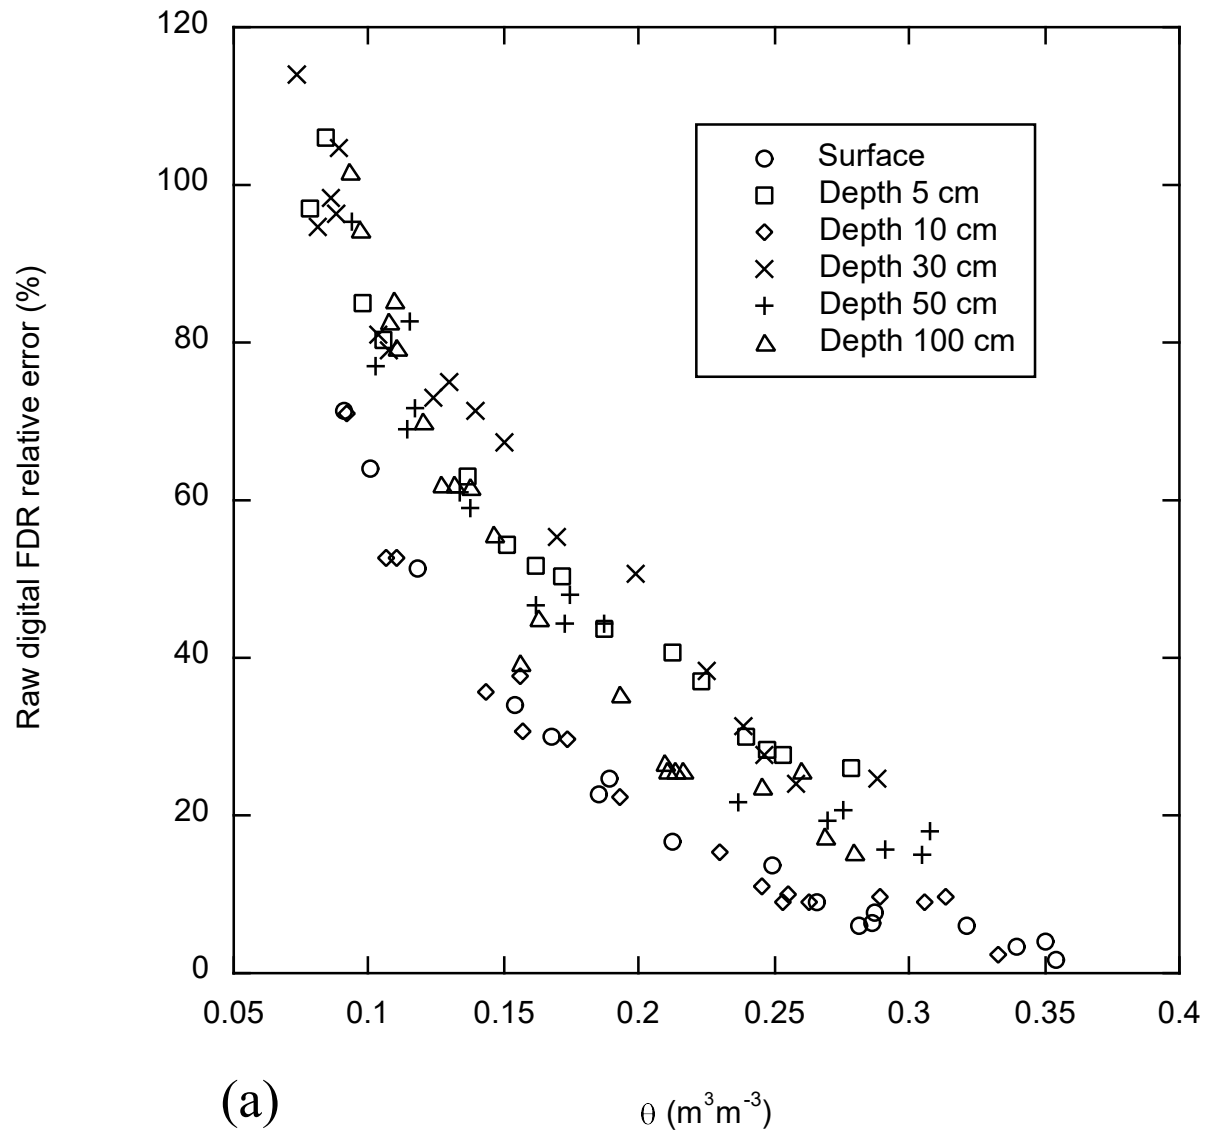 120
100
80
60
40
20
0
Raw digital FDR relative error (%)
Surface
Depth 5 cm
Depth 10 cm
Depth 30 cm
Depth 50 cm
Depth 100 cm
0.05 0.1 0.15 0.2 0.25 0.3 0.35 0.4
(a) θ (m³m⁻³)